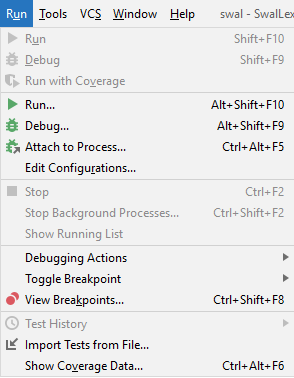 Run Tools VCS Window Help swal - SwalLex
Run Shift+F10
Debug Shift+F9
Run with Coverage
Run... Alt+Shift+F10
Debug... Alt+Shift+F9
Attach to Process... Ctrl+Alt+F5
Edit Configurations...
Stop Ctrl+F2
Stop Background Processes... Ctrl+Shift+F2
Show Running List
Debugging Actions
Toggle Breakpoint
View Breakpoints... Ctrl+Shift+F8
Test History
Import Tests from File...
Show Coverage Data... Ctrl+Alt+F6